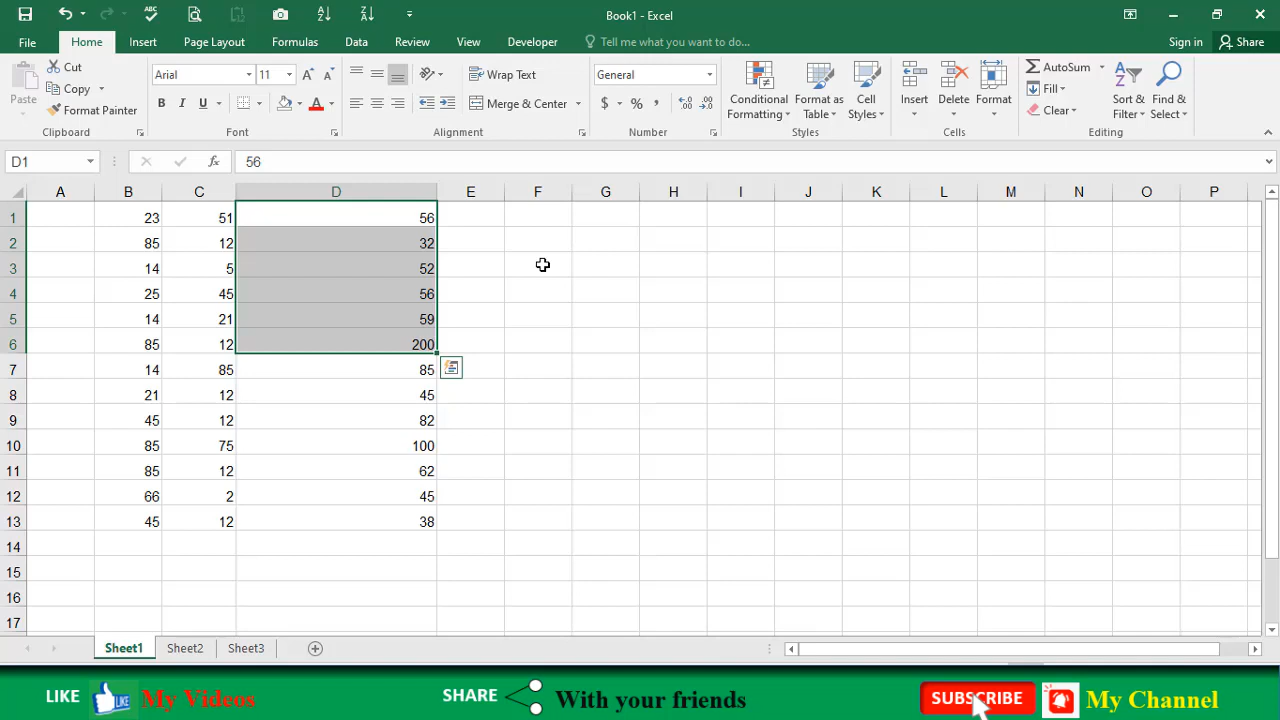 Book1 - Excel
File Home Insert Page Layout Formulas Data Review View Developer Tell me what you want to do... Sign in Share
Cut
Copy
Format Painter
Paste
Clipboard
Arial 11
B I U A
Font
Wrap Text
Merge & Center
Alignment
General
$ % ,
Number
Conditional Formatting
Format as Table
Cell Styles
Styles
Insert Delete Format
Cells
AutoSum
Fill
Clear
Sort & Filter
Find & Select
Editing
D1 fx 56
A B C D E F G H I J K L M N O P
1 23 51 56
2 85 12 32
3 14 5 52
4 25 45 56
5 14 21 59
6 85 12 200
7 14 85 85
8 21 12 45
9 45 12 82
10 85 75 100
11 85 12 62
12 66 2 45
13 45 12 38
14
15
16
17
Sheet1 Sheet2 Sheet3
LIKE My Videos SHARE With your friends SUBSCRIBE My Channel